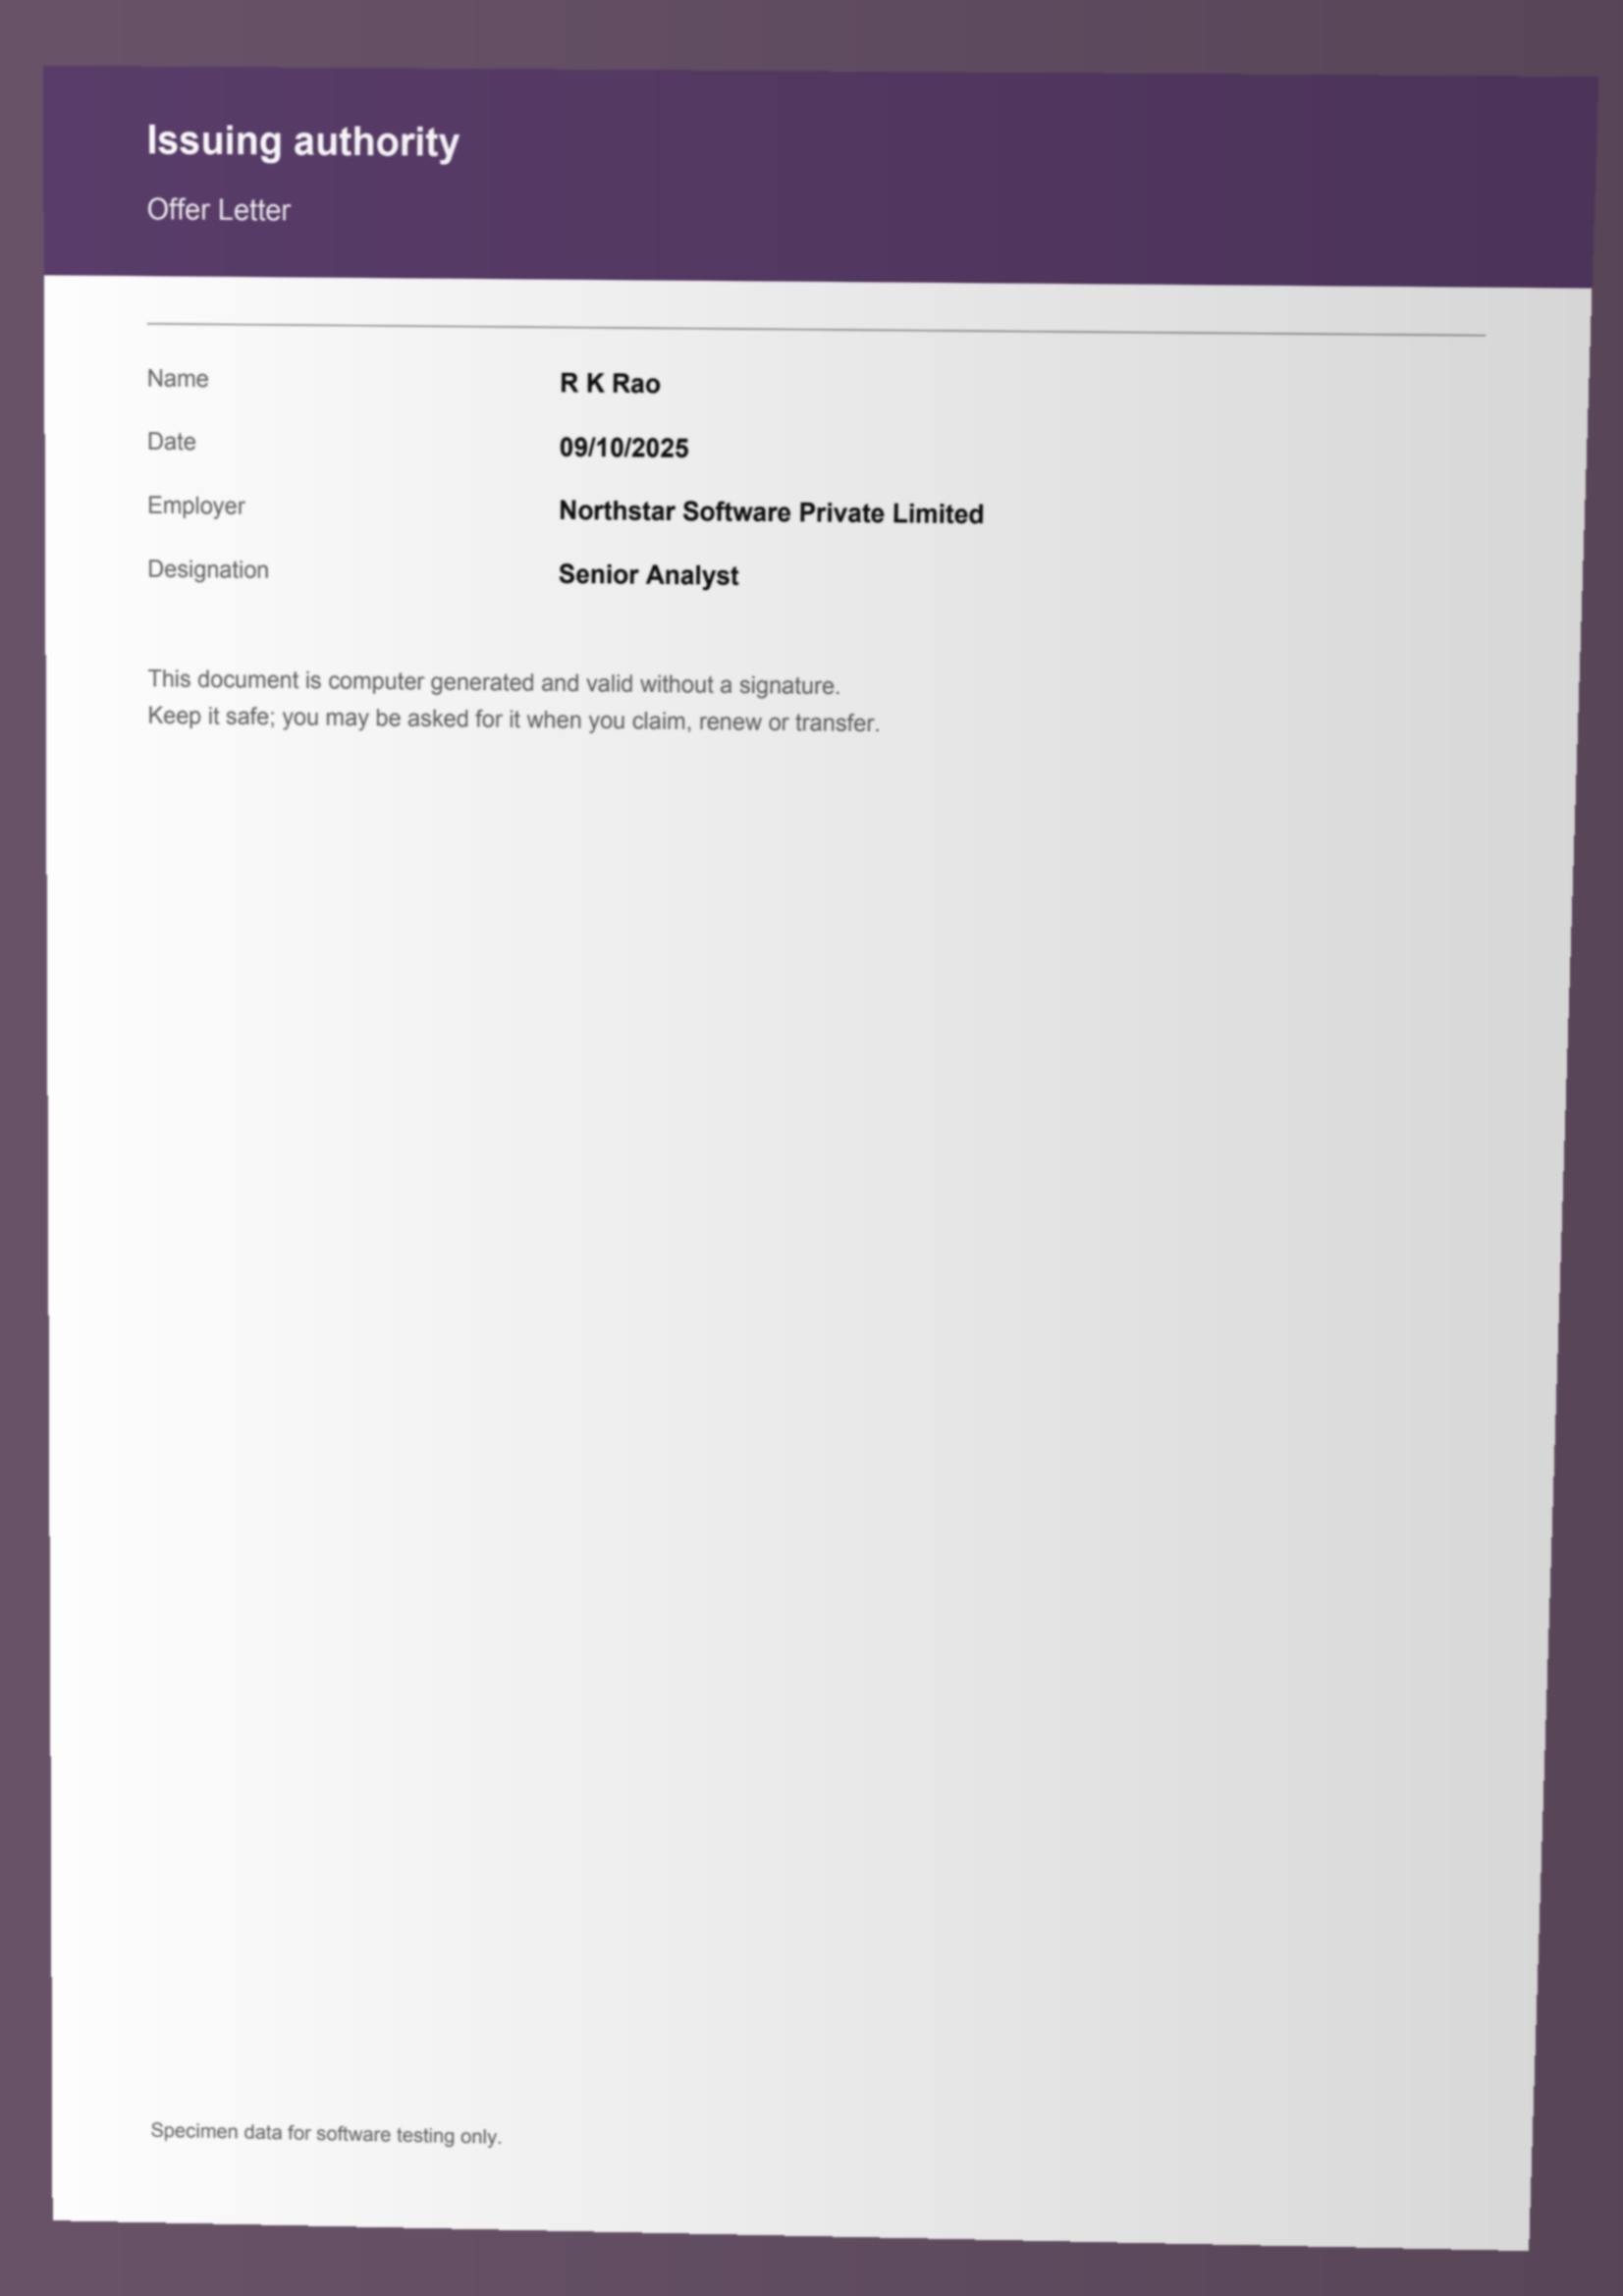 Issuing authority
Offer Letter
Name R K Rao
Date 09/10/2025
Employer Northstar Software Private Limited
Designation Senior Analyst
This document is computer generated and valid without a signature.
Keep it safe; you may be asked for it when you claim, renew or transfer.
Specimen data for software testing only.